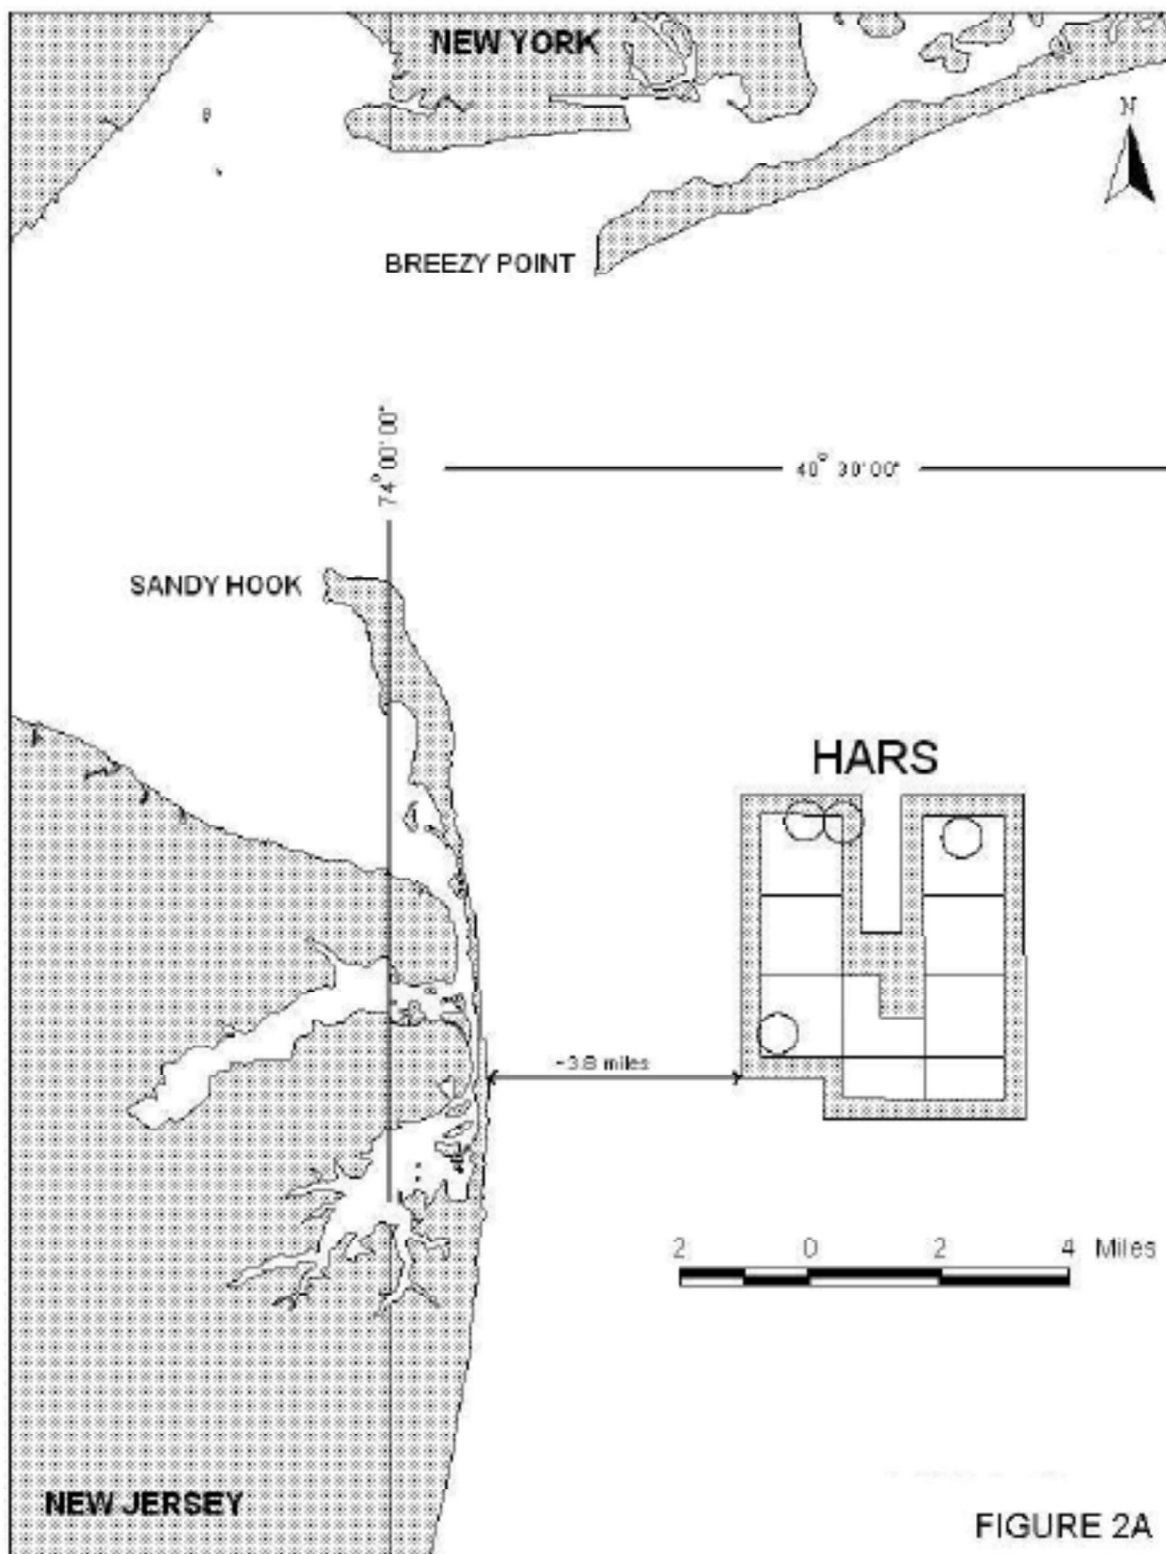 NEW YORK
N
BREEZY POINT
74° 00' 00"
40° 30' 00"
SANDY HOOK
HARS
~3.8 miles
2 0 2 4 Miles
NEW JERSEY
FIGURE 2A